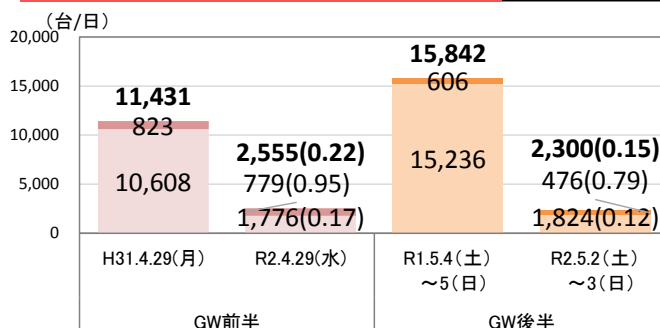 （台/日）
20,000
15,000
10,000
5,000
0
11,431
823
10,608
2,555(0.22)
779(0.95)
1,776(0.17)
15,842
606
15,236
2,300(0.15)
476(0.79)
1,824(0.12)
H31.4.29(月)
R2.4.29(水)
R1.5.4(土)
～5(日)
R2.5.2(土)
～3(日)
GW前半
GW後半